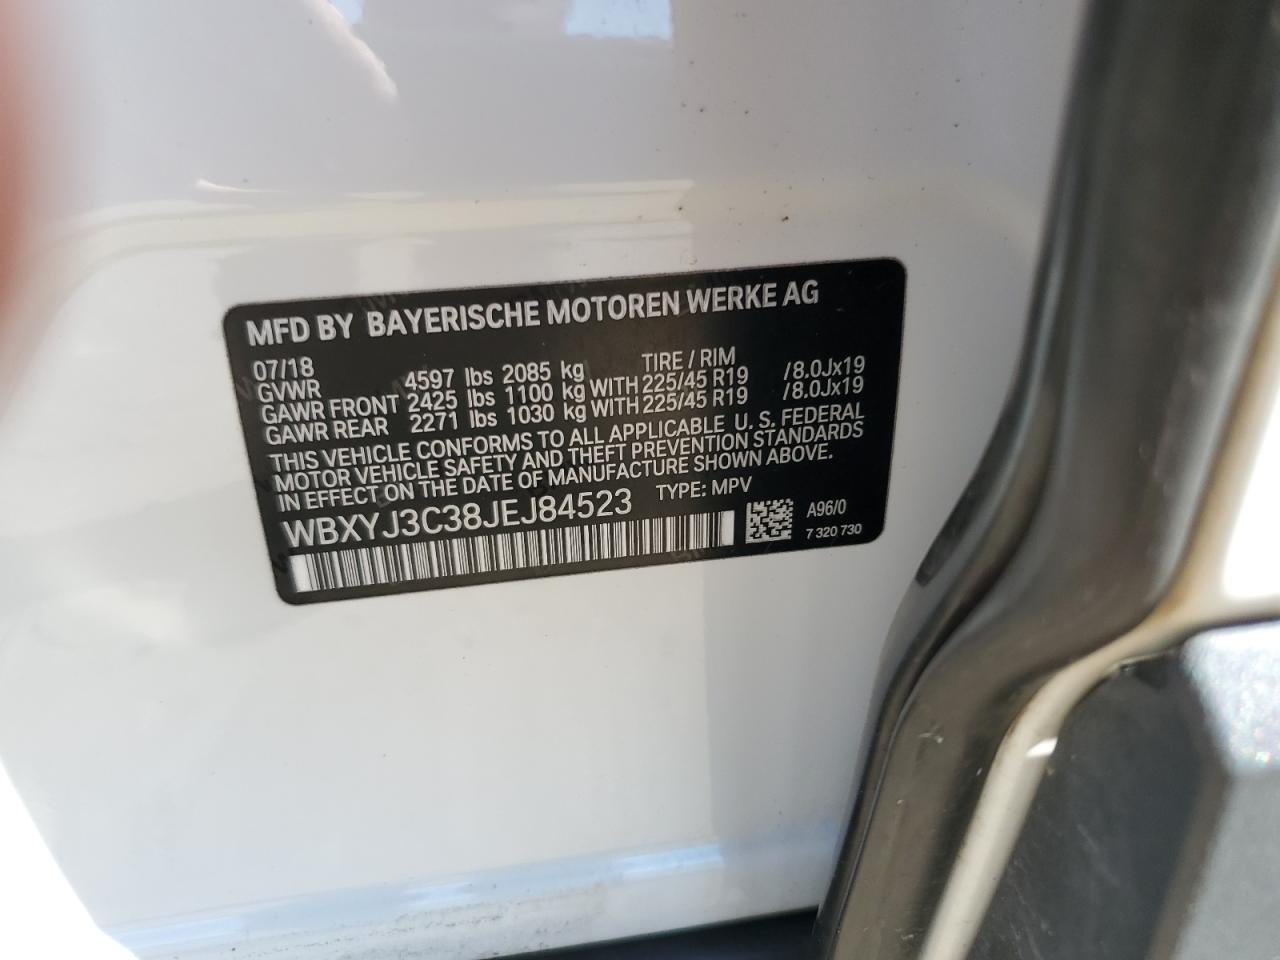 MFD BY BAYERISCHE MOTOREN WERKE AG
07/18 TIRE / RIM
GVWR 4597 lbs 2085 kg
GAWR FRONT 2425 lbs 1100 kg WITH 225/45 R19 /8.0Jx19
GAWR REAR 2271 lbs 1030 kg WITH 225/45 R19 /8.0Jx19
THIS VEHICLE CONFORMS TO ALL APPLICABLE U.S. FEDERAL
MOTOR VEHICLE SAFETY AND THEFT PREVENTION STANDARDS
IN EFFECT ON THE DATE OF MANUFACTURE SHOWN ABOVE.
WBXYJ3C38JEJ84523 TYPE: MPV
A96/0
7 320 730